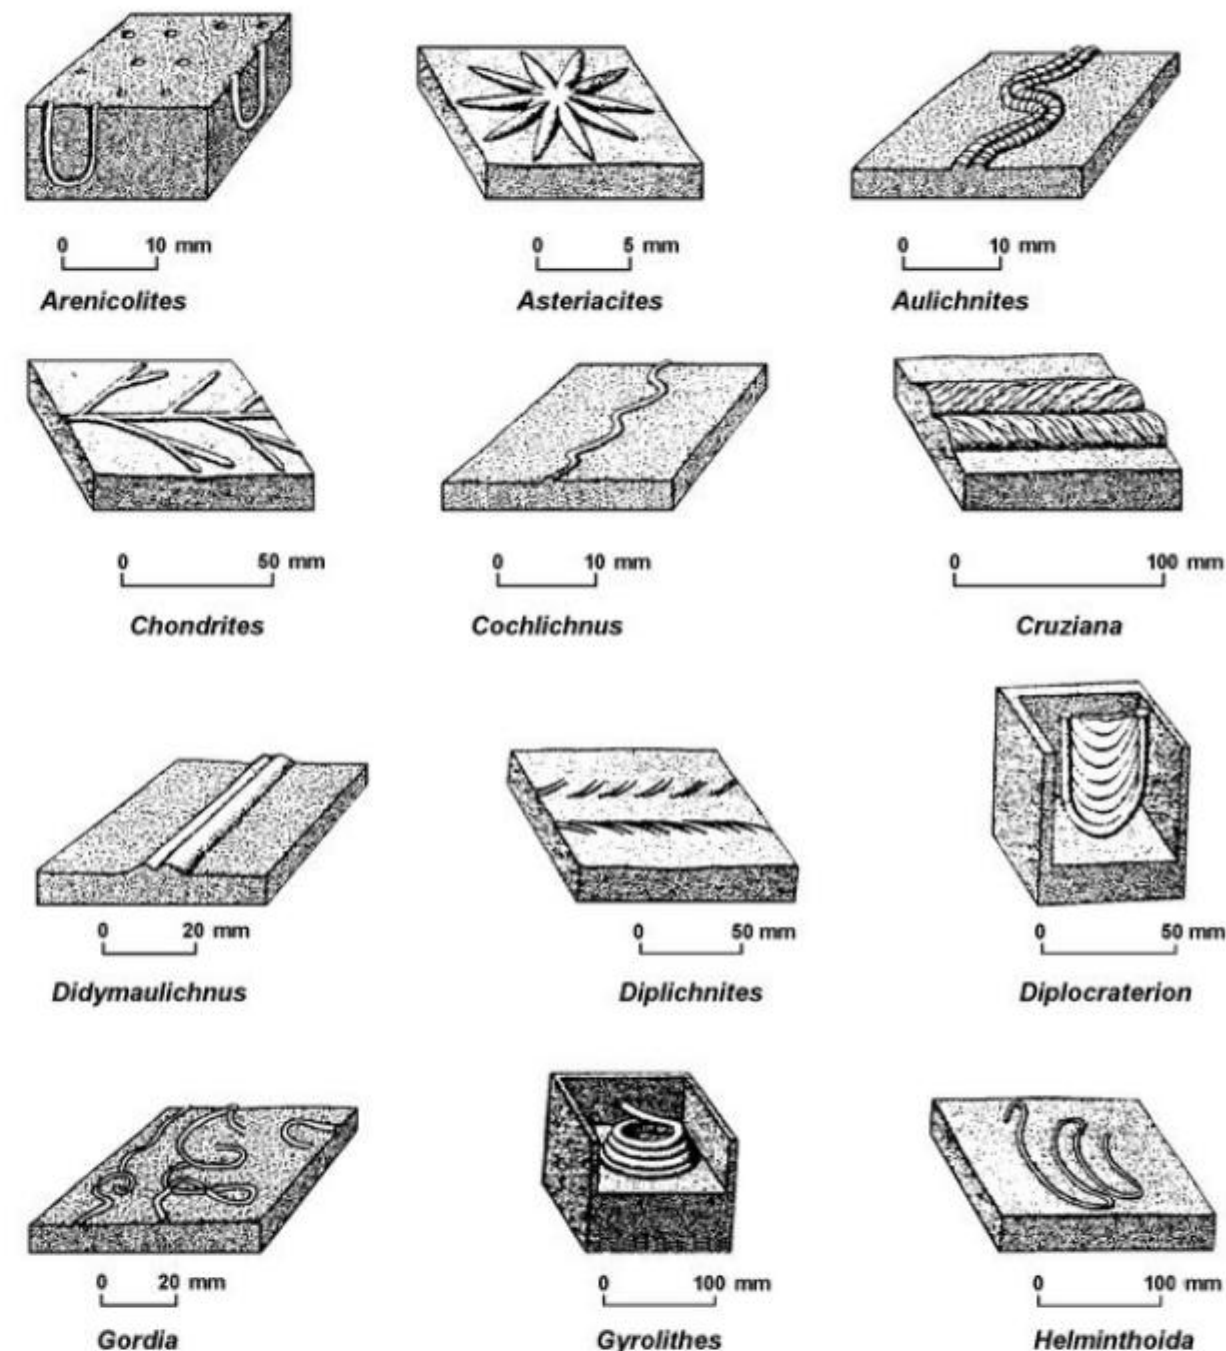 0 10 mm 0 5 mm 0 10 mm
Arenicolites Asteriacites Aulichnites
0 50 mm 0 10 mm 0 100 mm
Chondrites Cochlichnus Cruziana
0 20 mm 0 50 mm 0 50 mm
Didymaulichnus Diplichnites Diplocraterion
0 20 mm 0 100 mm 0 100 mm
Gordia Gyrolithes Helminthoida